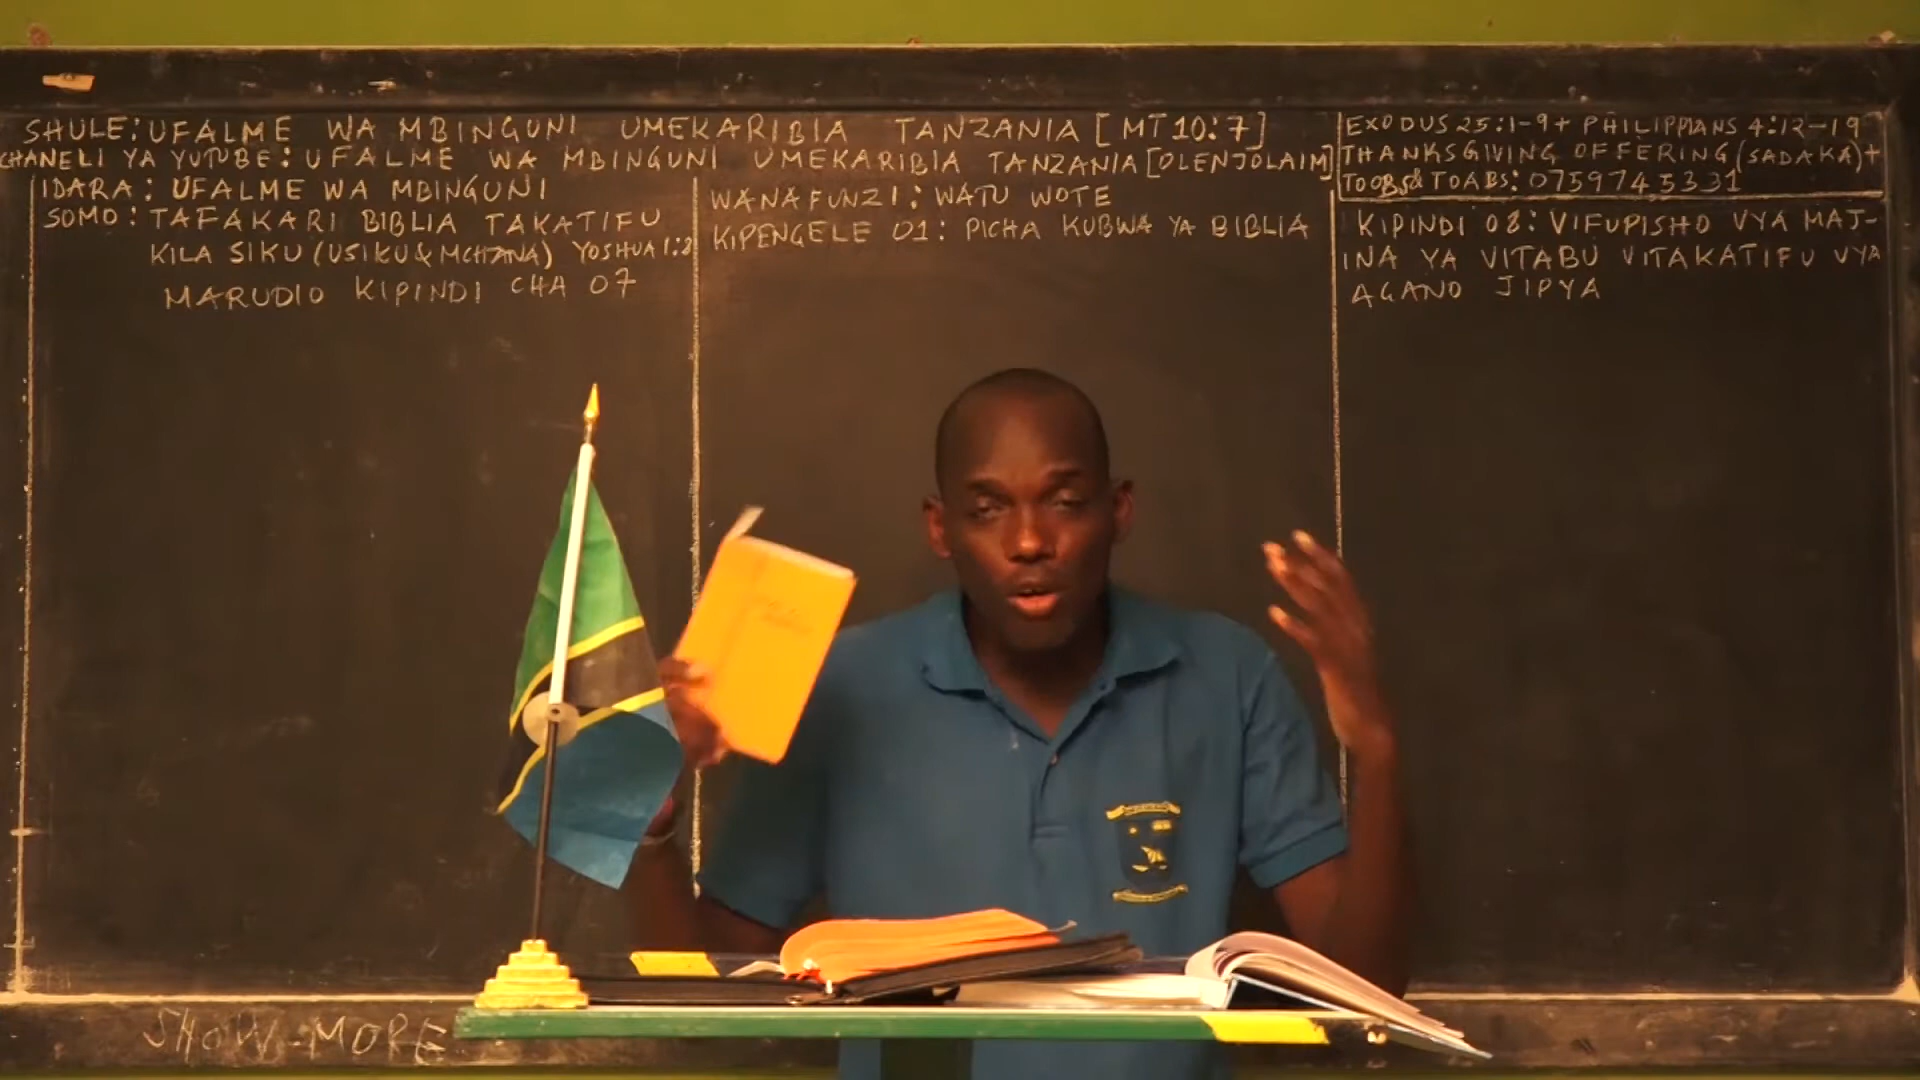 SHULE: UFALME WA MBINGUNI UMEKARIBIA TANZANIA [MT 10:7]
CHANELI YA YUTUBE: UFALME WA MBINGUNI UMEKARIBIA TANZANIA [OLENJOLAIM]
IDARA: UFALME WA MBINGUNI
SOMO: TAFAKARI BIBLIA TAKATIFU
KILA SIKU (USIKU & MCHANA) YOSHUA 1:8
MARUDIO KIPINDI CHA 07
WANAFUNZI: WATU WOTE
KIPENGELE 01: PICHA KUBWA YA BIBLIA
EXODUS 25:1-9 + PHILIPPIANS 4:12-19
THANKSGIVING OFFERING (SADAKA) +
TOOBS & TOABS: 0759745331
KIPINDI 08: VIFUPISHO VYA MAJ-
INA YA VITABU VITAKATIFU VYA
AGANO JIPYA
SHOW MORE